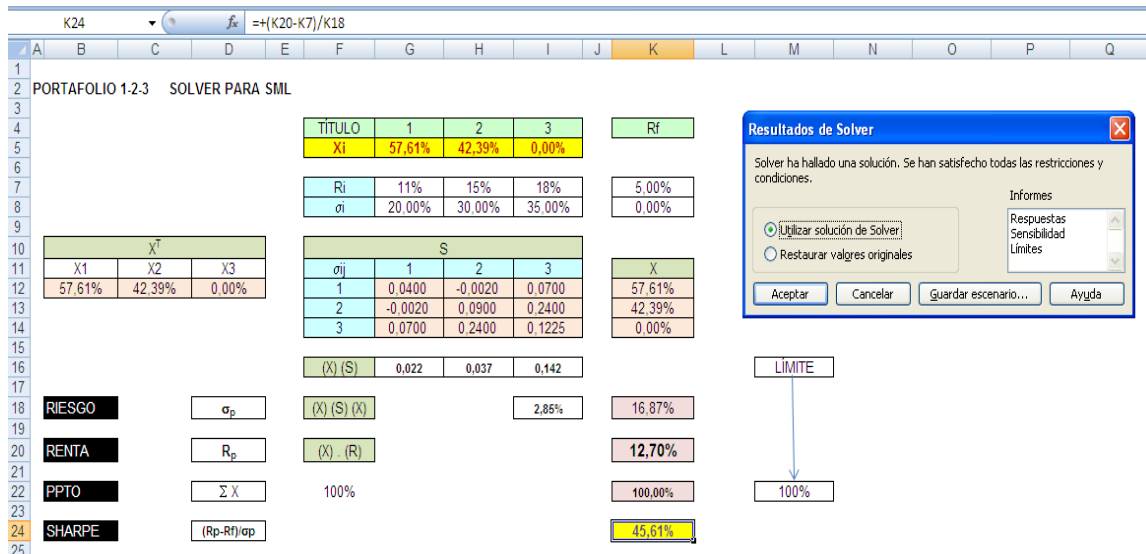 K24 fx =+(K20-K7)/K18
A B C D E F G H I J K L M N O P Q
1
2 PORTAFOLIO 1-2-3 SOLVER PARA SML
3
4 TÍTULO 1 2 3 Rf
5 Xi 57,61% 42,39% 0,00%
6
7 Ri 11% 15% 18% 5,00%
8 σi 20,00% 30,00% 35,00% 0,00%
9
10 X^T S
11 X1 X2 X3 σij 1 2 3 X
12 57,61% 42,39% 0,00% 1 0,0400 -0,0020 0,0700 57,61%
13 2 -0,0020 0,0900 0,2400 42,39%
14 3 0,0700 0,2400 0,1225 0,00%
15
16 (X) (S) 0,022 0,037 0,142 LÍMITE
17
18 RIESGO σp (X) (S) (X) 2,85% 16,87%
19
20 RENTA Rp (X) . (R) 12,70%
21
22 PPTO Σ X 100% 100,00% 100%
23
24 SHARPE (Rp-Rf)/σp 45,61%
25
Resultados de Solver
Solver ha hallado una solución. Se han satisfecho todas las restricciones y
condiciones.
Informes
Utilizar solución de Solver
Restaurar valores originales
Respuestas
Sensibilidad
Límites
Aceptar Cancelar Guardar escenario... Ayuda